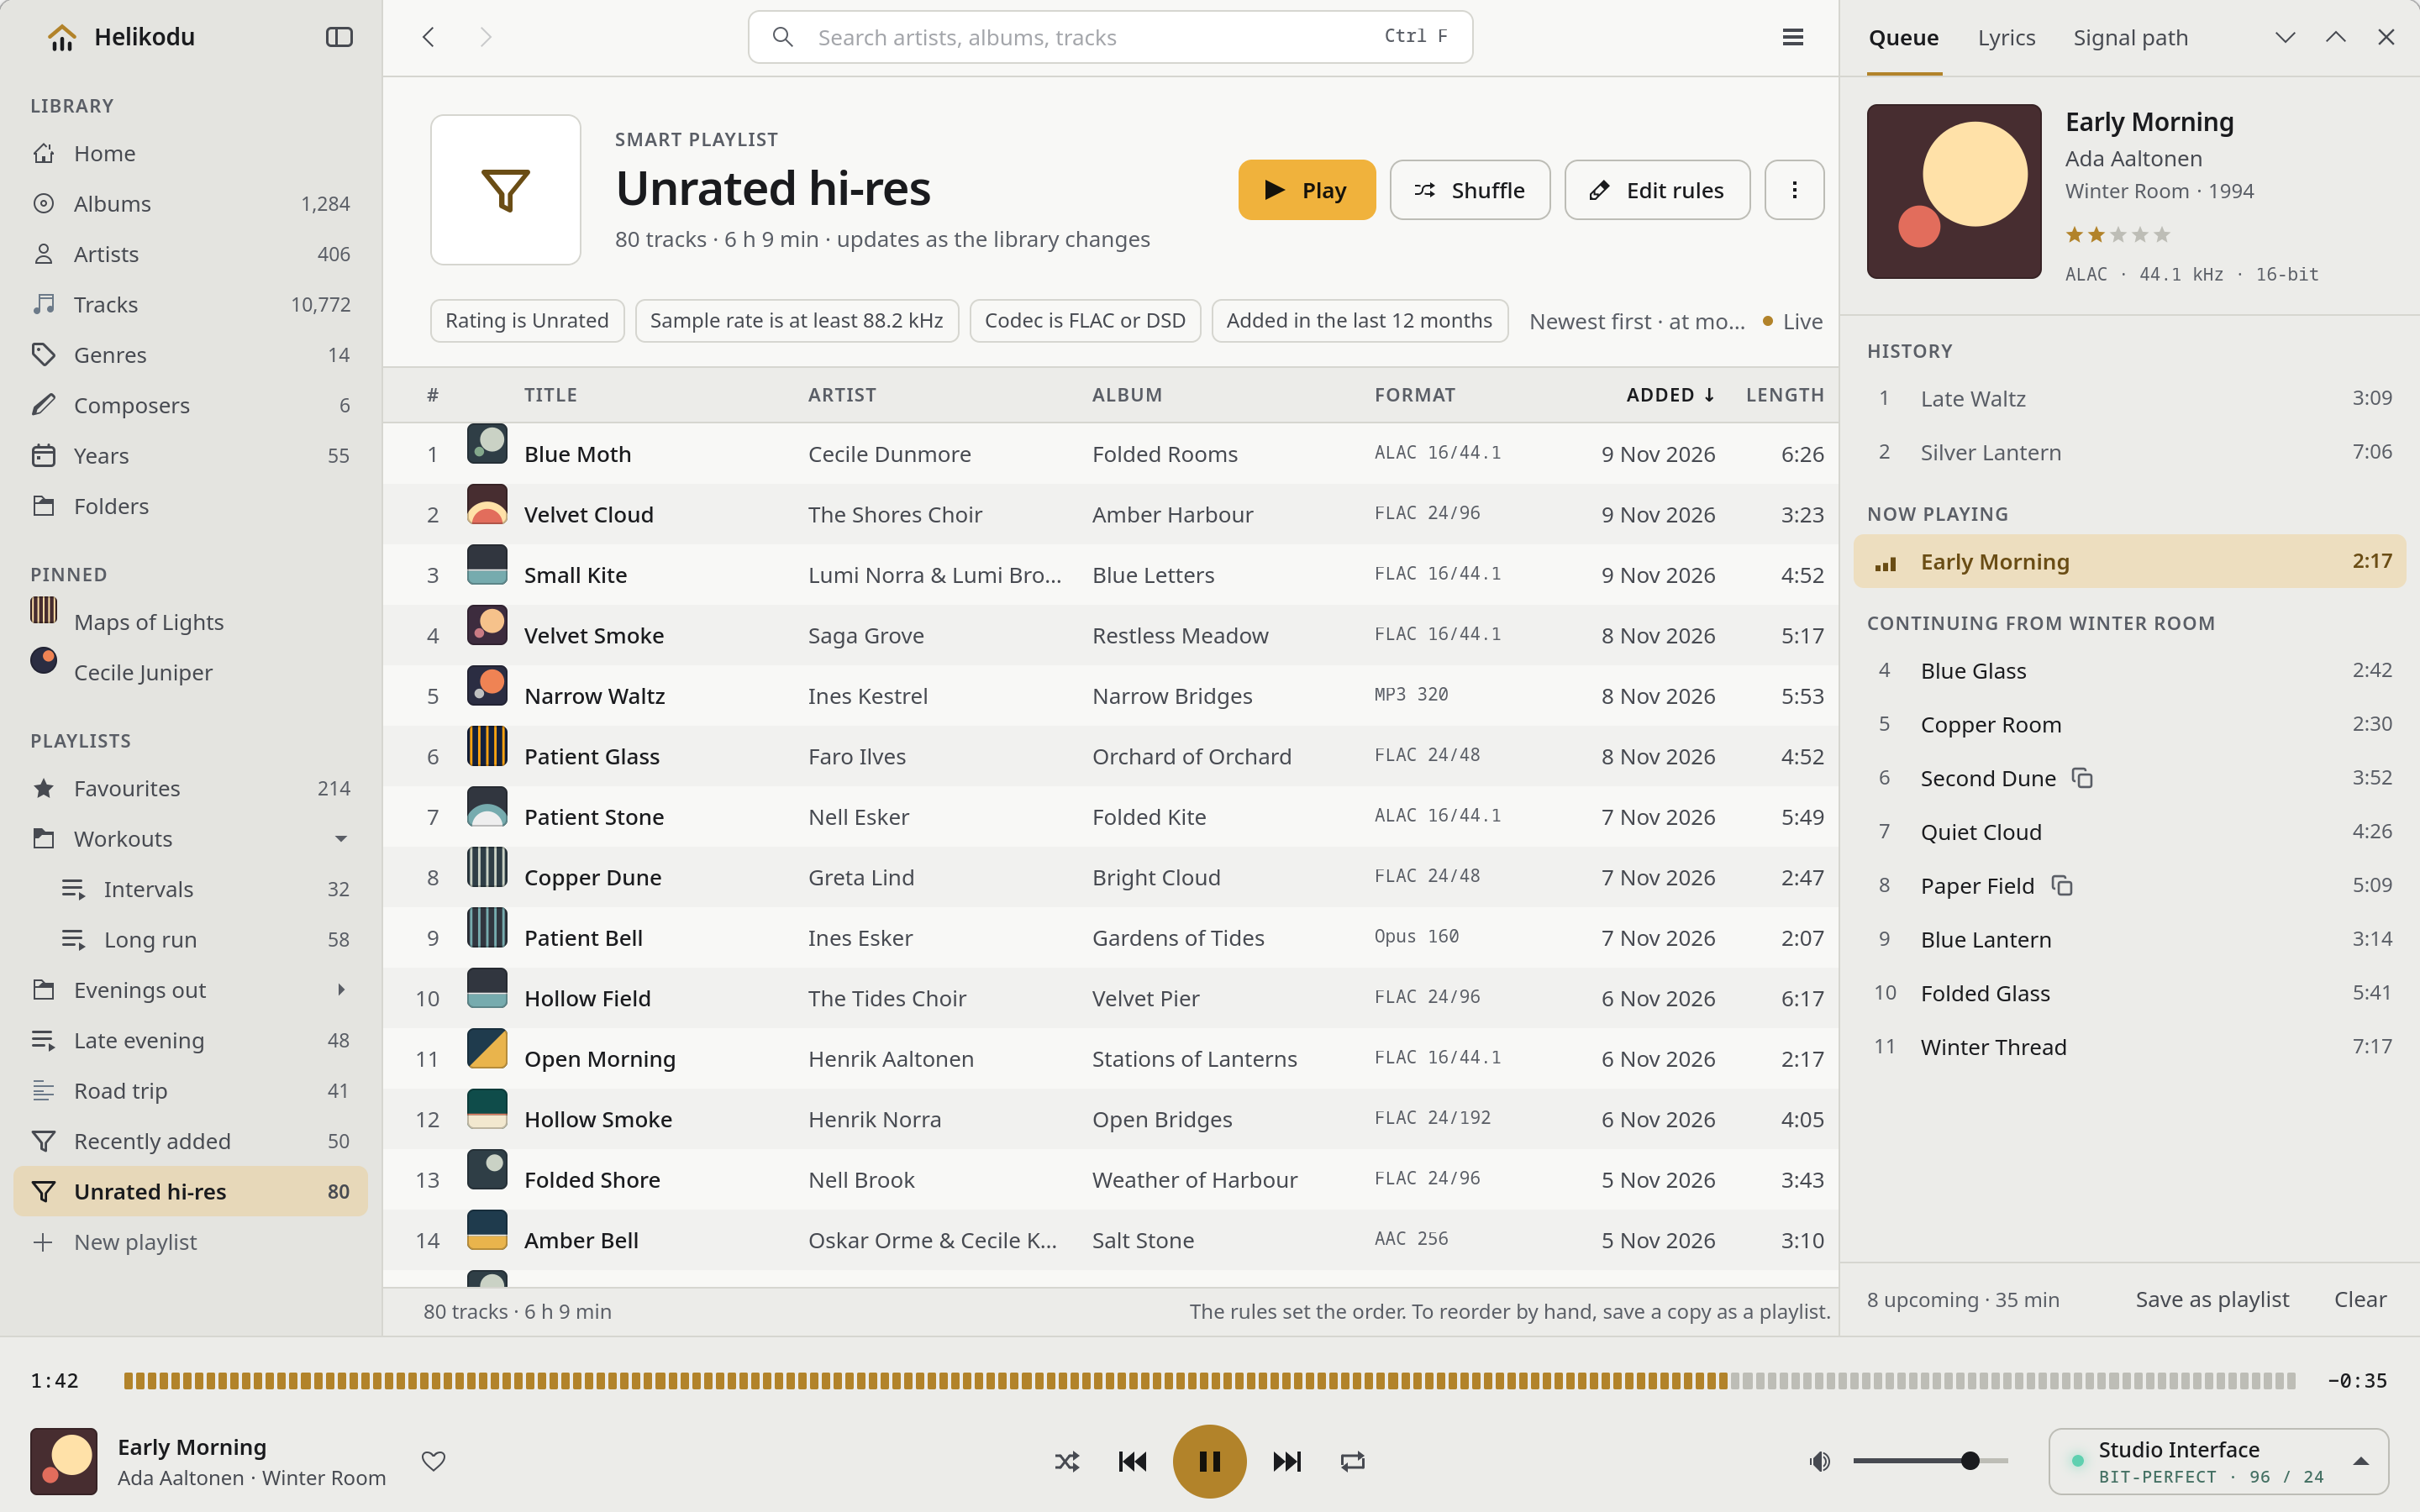 Helikodu
LIBRARY
Home
Albums 1,284
Artists 406
Tracks 10,772
Genres 14
Composers 6
Years 55
Folders
PINNED
Maps of Lights
Cecile Juniper
PLAYLISTS
Favourites 214
Workouts
Intervals 32
Long run 58
Evenings out
Late evening 48
Road trip 41
Recently added 50
Unrated hi-res 80
New playlist
Search artists, albums, tracks Ctrl F
SMART PLAYLIST
Unrated hi-res
80 tracks · 6 h 9 min · updates as the library changes
Play Shuffle Edit rules
Rating is Unrated Sample rate is at least 88.2 kHz Codec is FLAC or DSD Added in the last 12 months Newest first · at mo... Live
# TITLE ARTIST ALBUM FORMAT ADDED ↓ LENGTH
1 Blue Moth Cecile Dunmore Folded Rooms ALAC 16/44.1 9 Nov 2026 6:26
2 Velvet Cloud The Shores Choir Amber Harbour FLAC 24/96 9 Nov 2026 3:23
3 Small Kite Lumi Norra & Lumi Bro... Blue Letters FLAC 16/44.1 9 Nov 2026 4:52
4 Velvet Smoke Saga Grove Restless Meadow FLAC 16/44.1 8 Nov 2026 5:17
5 Narrow Waltz Ines Kestrel Narrow Bridges MP3 320 8 Nov 2026 5:53
6 Patient Glass Faro Ilves Orchard of Orchard FLAC 24/48 8 Nov 2026 4:52
7 Patient Stone Nell Esker Folded Kite ALAC 16/44.1 7 Nov 2026 5:49
8 Copper Dune Greta Lind Bright Cloud FLAC 24/48 7 Nov 2026 2:47
9 Patient Bell Ines Esker Gardens of Tides Opus 160 7 Nov 2026 2:07
10 Hollow Field The Tides Choir Velvet Pier FLAC 24/96 6 Nov 2026 6:17
11 Open Morning Henrik Aaltonen Stations of Lanterns FLAC 16/44.1 6 Nov 2026 2:17
12 Hollow Smoke Henrik Norra Open Bridges FLAC 24/192 6 Nov 2026 4:05
13 Folded Shore Nell Brook Weather of Harbour FLAC 24/96 5 Nov 2026 3:43
14 Amber Bell Oskar Orme & Cecile K... Salt Stone AAC 256 5 Nov 2026 3:10
80 tracks · 6 h 9 min The rules set the order. To reorder by hand, save a copy as a playlist.
Queue Lyrics Signal path
Early Morning
Ada Aaltonen
Winter Room · 1994
ALAC · 44.1 kHz · 16-bit
HISTORY
1 Late Waltz 3:09
2 Silver Lantern 7:06
NOW PLAYING
Early Morning 2:17
CONTINUING FROM WINTER ROOM
4 Blue Glass 2:42
5 Copper Room 2:30
6 Second Dune 3:52
7 Quiet Cloud 4:26
8 Paper Field 5:09
9 Blue Lantern 3:14
10 Folded Glass 5:41
11 Winter Thread 7:17
8 upcoming · 35 min Save as playlist Clear
1:42 −0:35
Early Morning
Ada Aaltonen · Winter Room
Studio Interface
BIT-PERFECT · 96 / 24